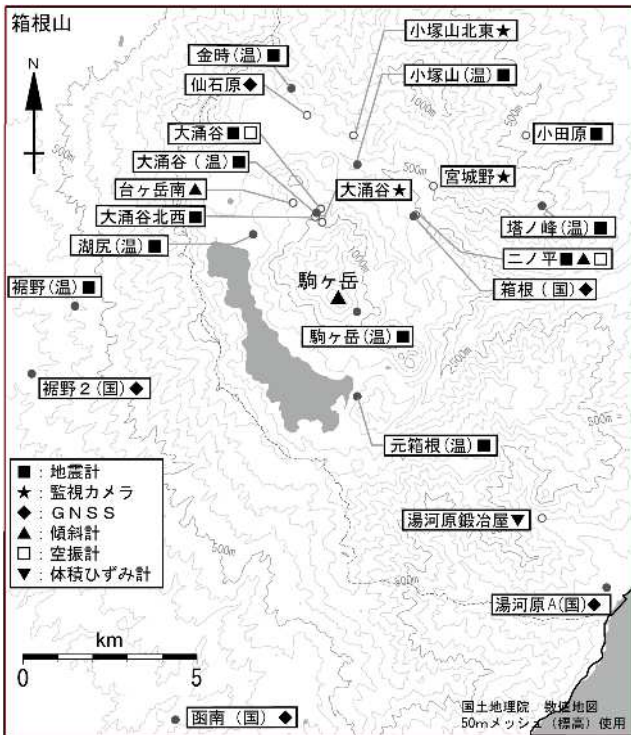 箱根山
N
小塚山北東★
金時(温)■
小塚山(温)■
仙石原◆
1000m
500m
大涌谷■□
小田原■
大涌谷(温)■
500m
宮城野★
台ヶ岳南▲
大涌谷★
大涌谷北西■
塔ノ峰(温)■
湖尻(温)■
二ノ平■▲□
1000m
箱根(国)◆
駒ヶ岳
裾野(温)■
駒ヶ岳(温)■
裾野2(国)◆
500m
元箱根(温)■
■:地震計
★:監視カメラ
◆:GNSS
▲:傾斜計
□:空振計
▼:体積ひずみ計
湯河原鍛冶屋▼
500m
500m
湯河原A(国)◆
km
0 5
函南(国)◆
国土地理院 数値地図
50mメッシュ(標高)使用